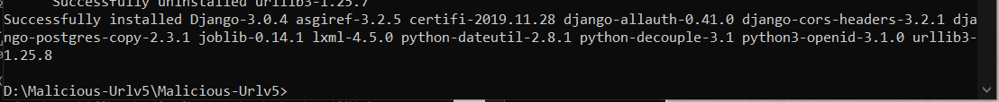 Successfully uninstalled urllib3-1.25.7
Successfully installed Django-3.0.4 asgiref-3.2.5 certifi-2019.11.28 django-allauth-0.41.0 django-cors-headers-3.2.1 dja
ngo-postgres-copy-2.3.1 joblib-0.14.1 lxml-4.5.0 python-dateutil-2.8.1 python-decouple-3.1 python3-openid-3.1.0 urllib3-
1.25.8
D:\Malicious-Urlv5\Malicious-Urlv5>